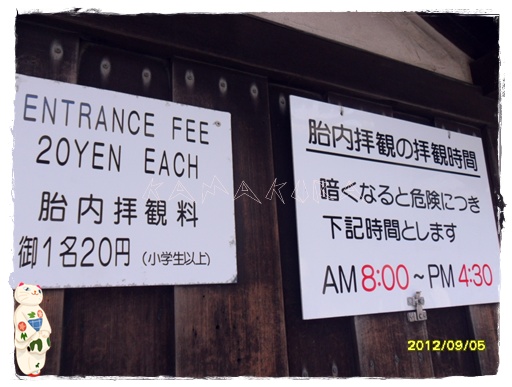 ENTRANCE FEE
20YEN EACH
胎内拝観料
御1名20円 (小学生以上)
胎内拝観の拝観時間
暗くなると危険につき
下記時間とします
AM 8:00～PM 4:30
KAMAKURA
2012/09/05